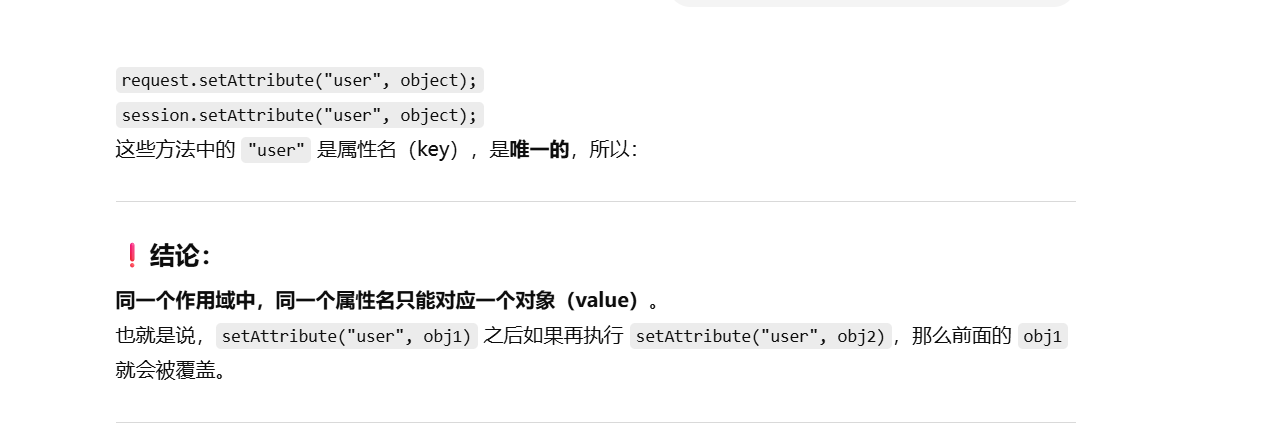 request.setAttribute("user", object);
session.setAttribute("user", object);
这些方法中的 "user" 是属性名（key），是唯一的，所以：
❗结论：
同一个作用域中，同一个属性名只能对应一个对象（value）。
也就是说，setAttribute("user", obj1) 之后如果再执行 setAttribute("user", obj2)，那么前面的 obj1
就会被覆盖。